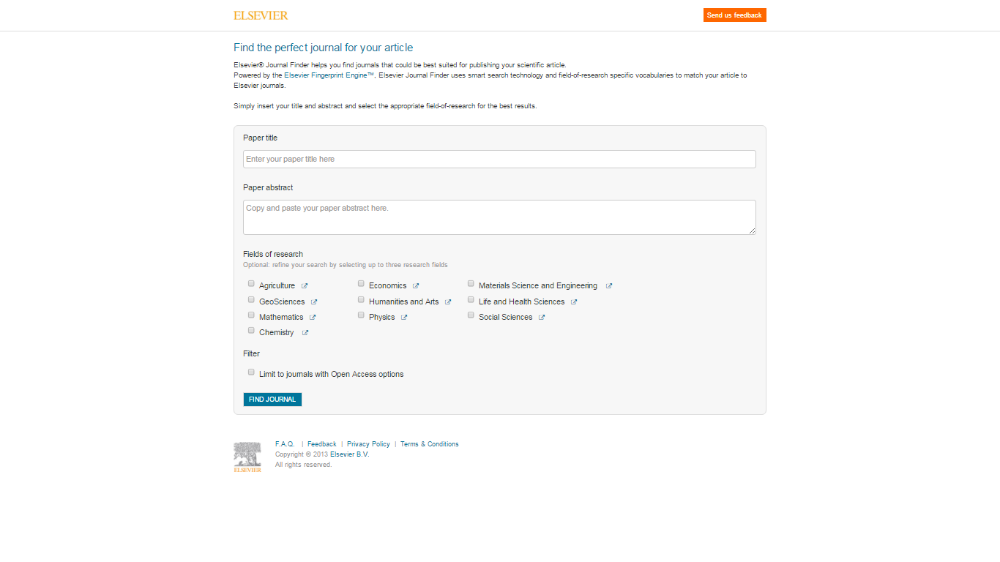 ELSEVIER
Send us feedback
Find the perfect journal for your article
Elsevier® Journal Finder helps you find journals that could be best suited for publishing your scientific article.
Powered by the Elsevier Fingerprint Engine™, Elsevier Journal Finder uses smart search technology and field-of-research specific vocabularies to match your article to
Elsevier journals.
Simply insert your title and abstract and select the appropriate field-of-research for the best results.
Paper title
Enter your paper title here
Paper abstract
Copy and paste your paper abstract here.
Fields of research
Optional: refine your search by selecting up to three research fields
Agriculture Economics Materials Science and Engineering
GeoSciences Humanities and Arts Life and Health Sciences
Mathematics Physics Social Sciences
Chemistry
Filter
Limit to journals with Open Access options
FIND JOURNAL
F.A.Q. | Feedback | Privacy Policy | Terms & Conditions
Copyright © 2013 Elsevier B.V.
All rights reserved.
ELSEVIER